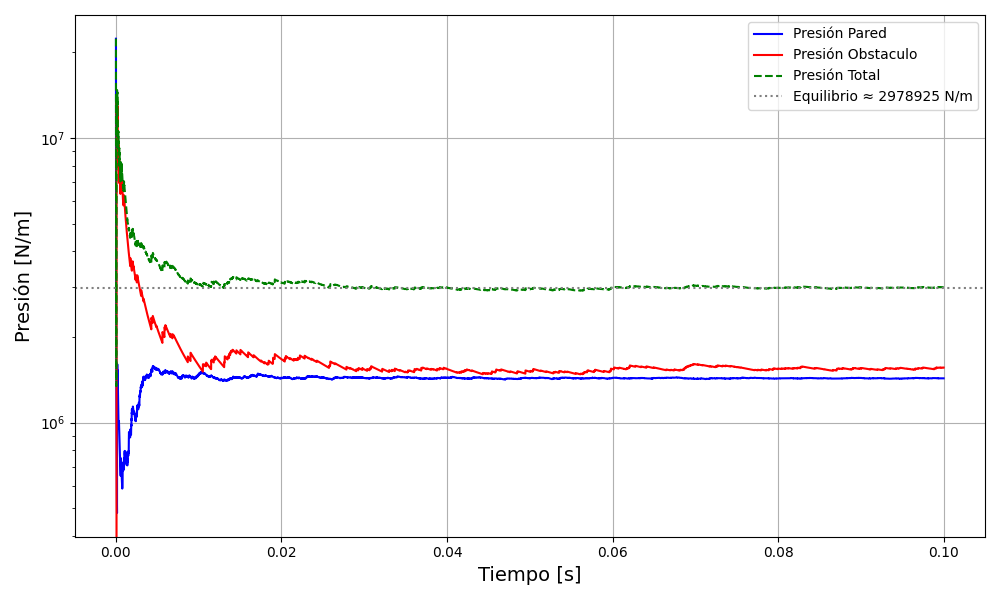 Presión Pared
Presión Obstaculo
Presión Total
Equilibrio ≈ 2978925 N/m
10⁷
10⁶
Presión [N/m]
0.00 0.02 0.04 0.06 0.08 0.10
Tiempo [s]